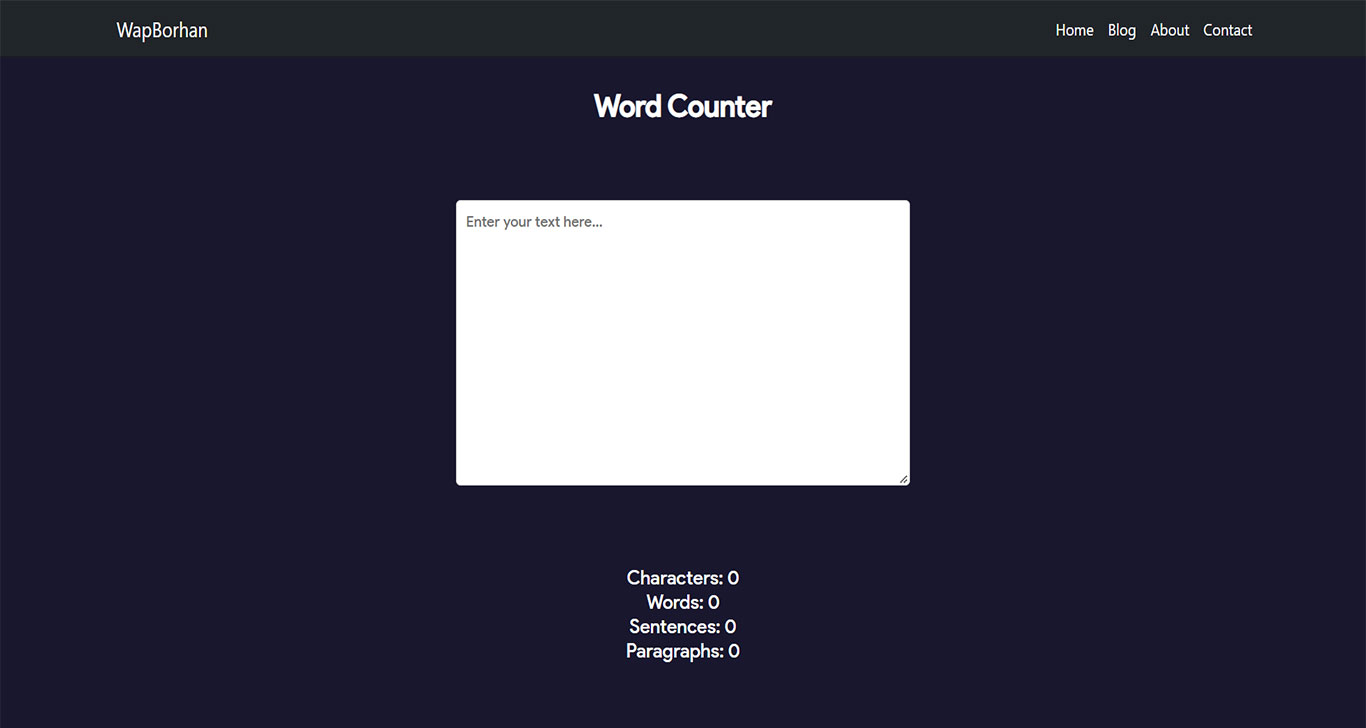 WapBorhan
Home Blog About Contact
Word Counter
Enter your text here...
Characters: 0
Words: 0
Sentences: 0
Paragraphs: 0